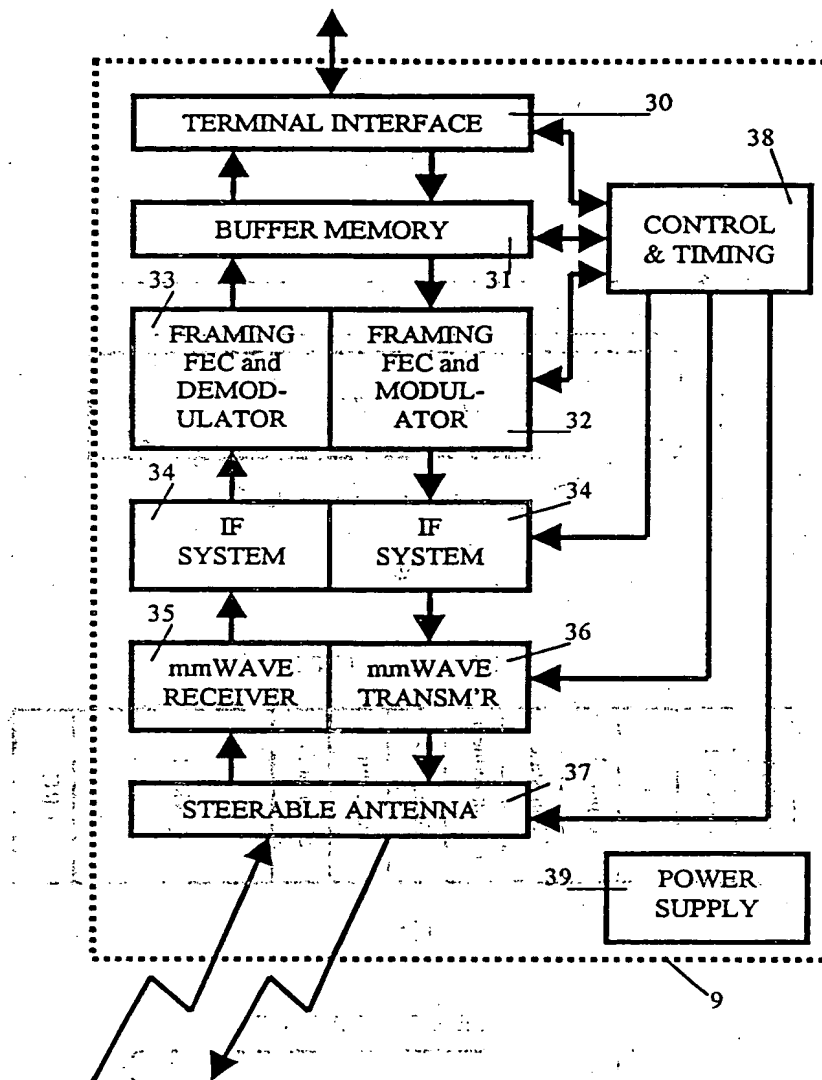 30
TERMINAL INTERFACE
38
CONTROL
& TIMING
BUFFER MEMORY
31
33
FRAMING
FEC and
DEMOD-
ULATOR
FRAMING
FEC and
MODUL-
ATOR
32
34
IF
SYSTEM
34
IF
SYSTEM
35
mmWAVE
RECEIVER
36
mmWAVE
TRANSM'R
37
STEERABLE ANTENNA
39
POWER
SUPPLY
9